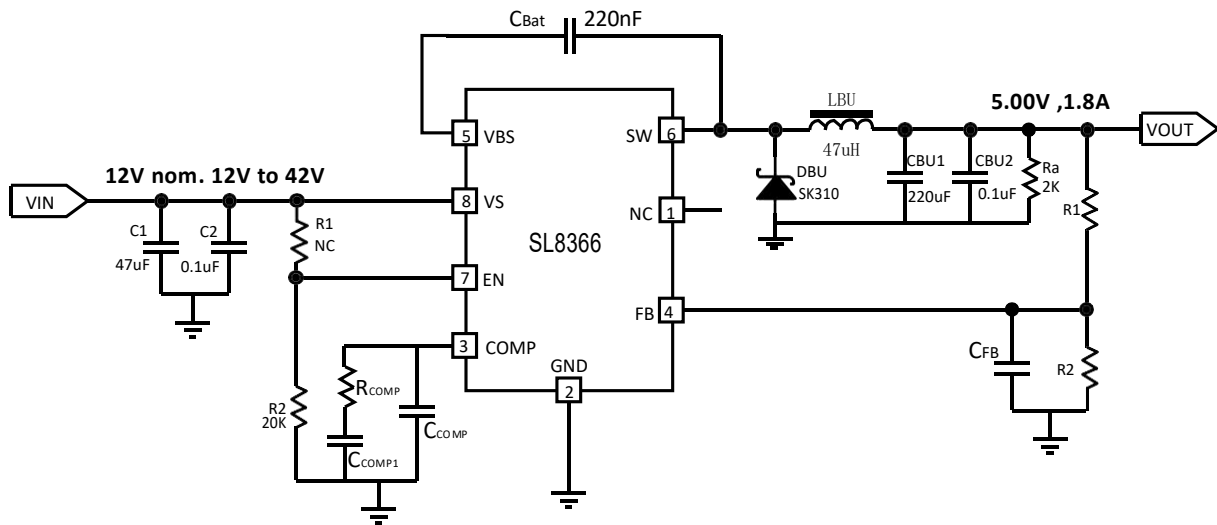 CBat 220nF
LBU
5.00V ,1.8A
5 VBS
SW 6
VOUT
47uH
CBU1
220uF
CBU2
0.1uF
Ra
2K
DBU
SK310
R1
12V nom. 12V to 42V
VIN
8 VS
NC 1
C1
47uF
C2
0.1uF
R1
NC
SL8366
7 EN
FB 4
3 COMP
GND
2
CFB
R2
RCOMP
R2
20K
CCOMP
CCOMP1